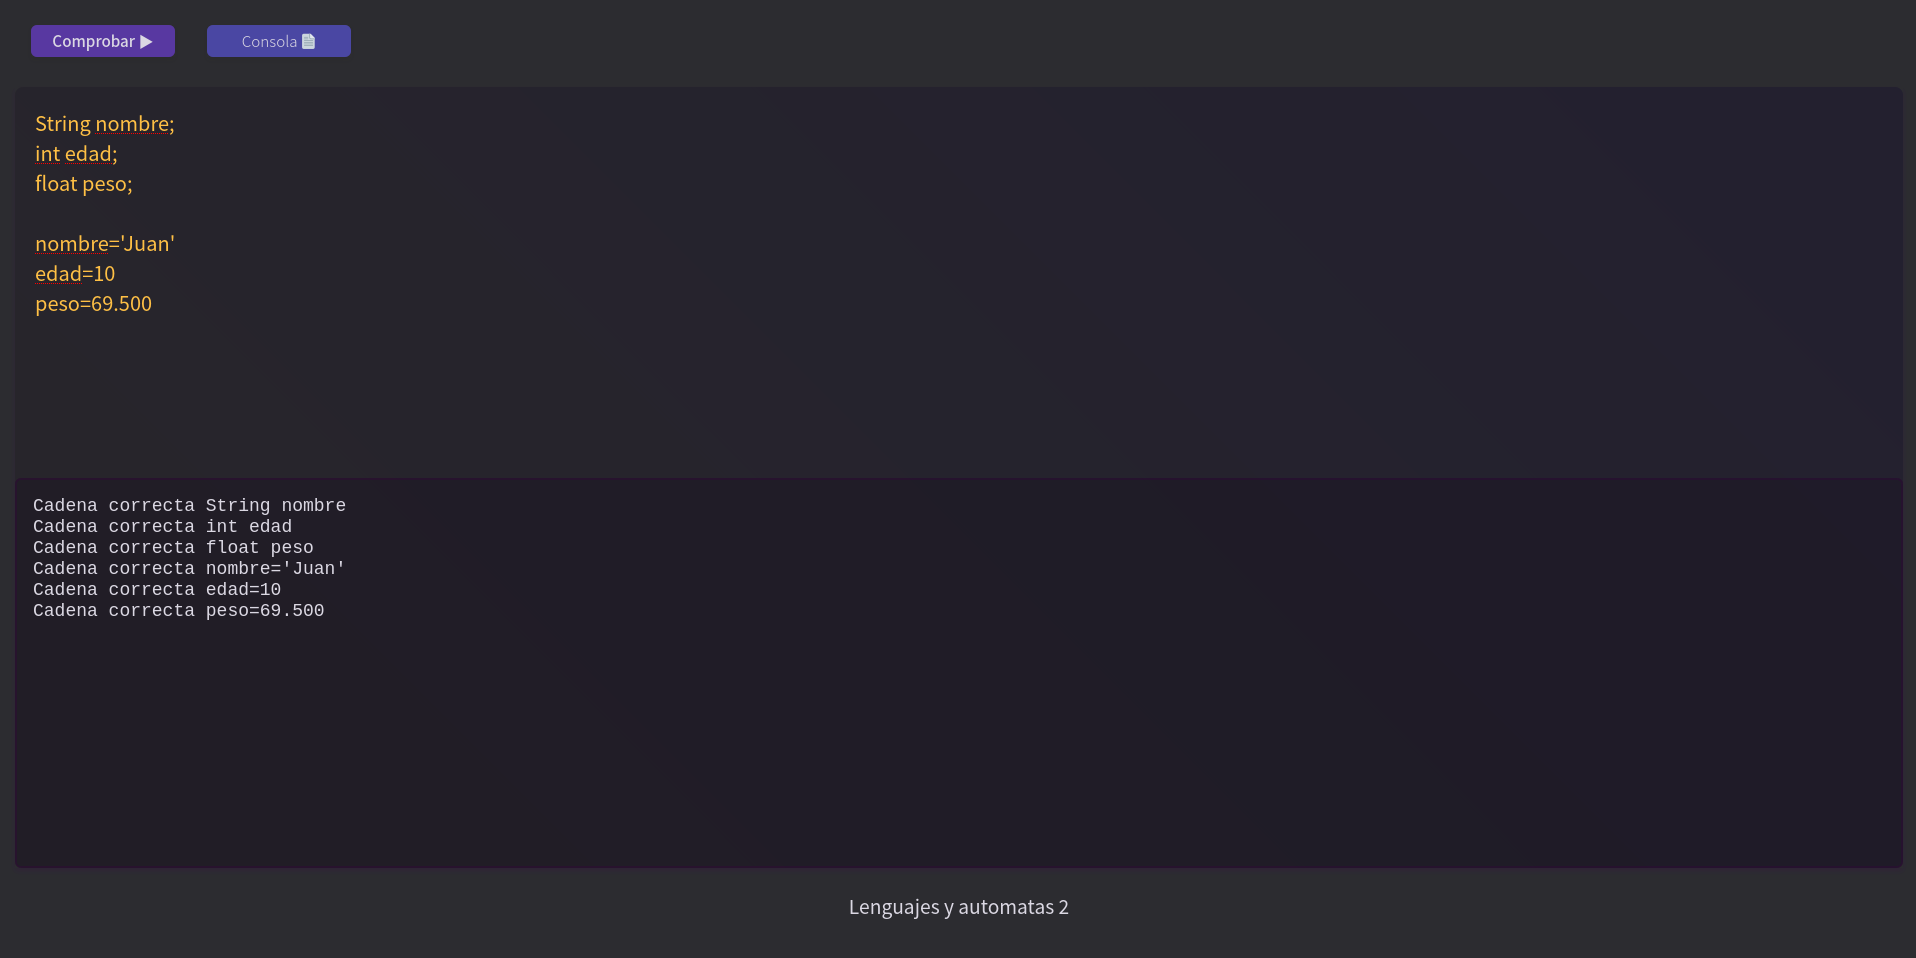 Comprobar ▶
Consola
String nombre;
int edad;
float peso;
nombre='Juan'
edad=10
peso=69.500
Cadena correcta String nombre
Cadena correcta int edad
Cadena correcta float peso
Cadena correcta nombre='Juan'
Cadena correcta edad=10
Cadena correcta peso=69.500
Lenguajes y automatas 2